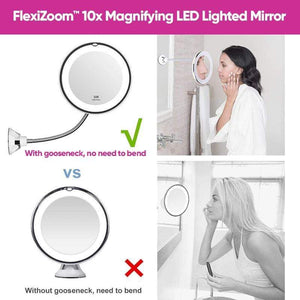 FlexiZoom™ 10x Magnifying LED Lighted Mirror
With gooseneck, no need to bend
VS
Without gooseneck, need to bend